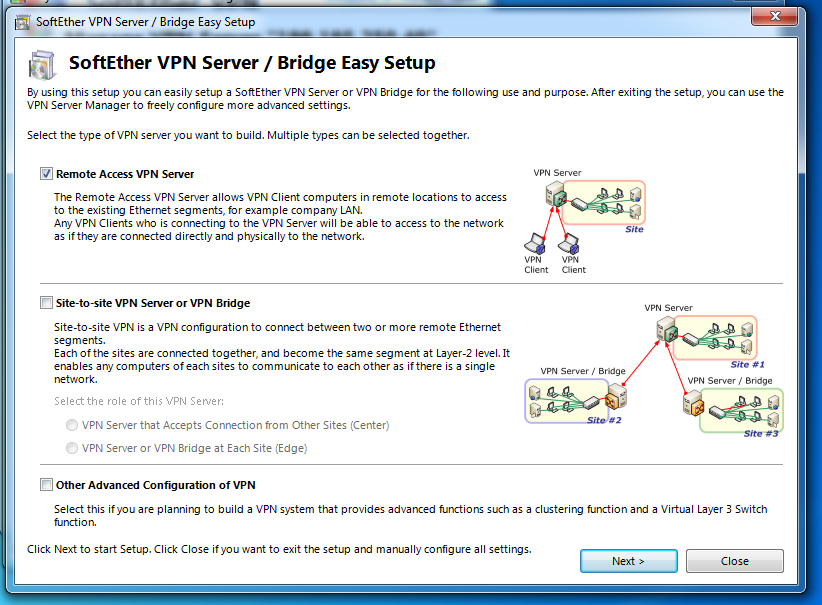 SoftEther VPN Server / Bridge Easy Setup
SoftEther VPN Server / Bridge Easy Setup
By using this setup you can easily setup a SoftEther VPN Server or VPN Bridge for the following use and purpose. After exiting the setup, you can use the
VPN Server Manager to freely configure more advanced settings.
Select the type of VPN server you want to build. Multiple types can be selected together.
Remote Access VPN Server
The Remote Access VPN Server allows VPN Client computers in remote locations to access
to the existing Ethernet segments, for example company LAN.
Any VPN Clients who is connecting to the VPN Server will be able to access to the network
as if they are connected directly and physically to the network.
VPN Server
Site
VPN
Client
VPN
Client
Site-to-site VPN Server or VPN Bridge
Site-to-site VPN is a VPN configuration to connect between two or more remote Ethernet
segments.
Each of the sites are connected together, and become the same segment at Layer-2 level. It
enables any computers of each sites to communicate to each other as if there is a single
network.
Select the role of this VPN Server:
VPN Server that Accepts Connection from Other Sites (Center)
VPN Server or VPN Bridge at Each Site (Edge)
VPN Server
Site #1
VPN Server / Bridge
Site #2
VPN Server / Bridge
Site #3
Other Advanced Configuration of VPN
Select this if you are planning to build a VPN system that provides advanced functions such as a clustering function and a Virtual Layer 3 Switch
function.
Click Next to start Setup. Click Close if you want to exit the setup and manually configure all settings.
Next >
Close